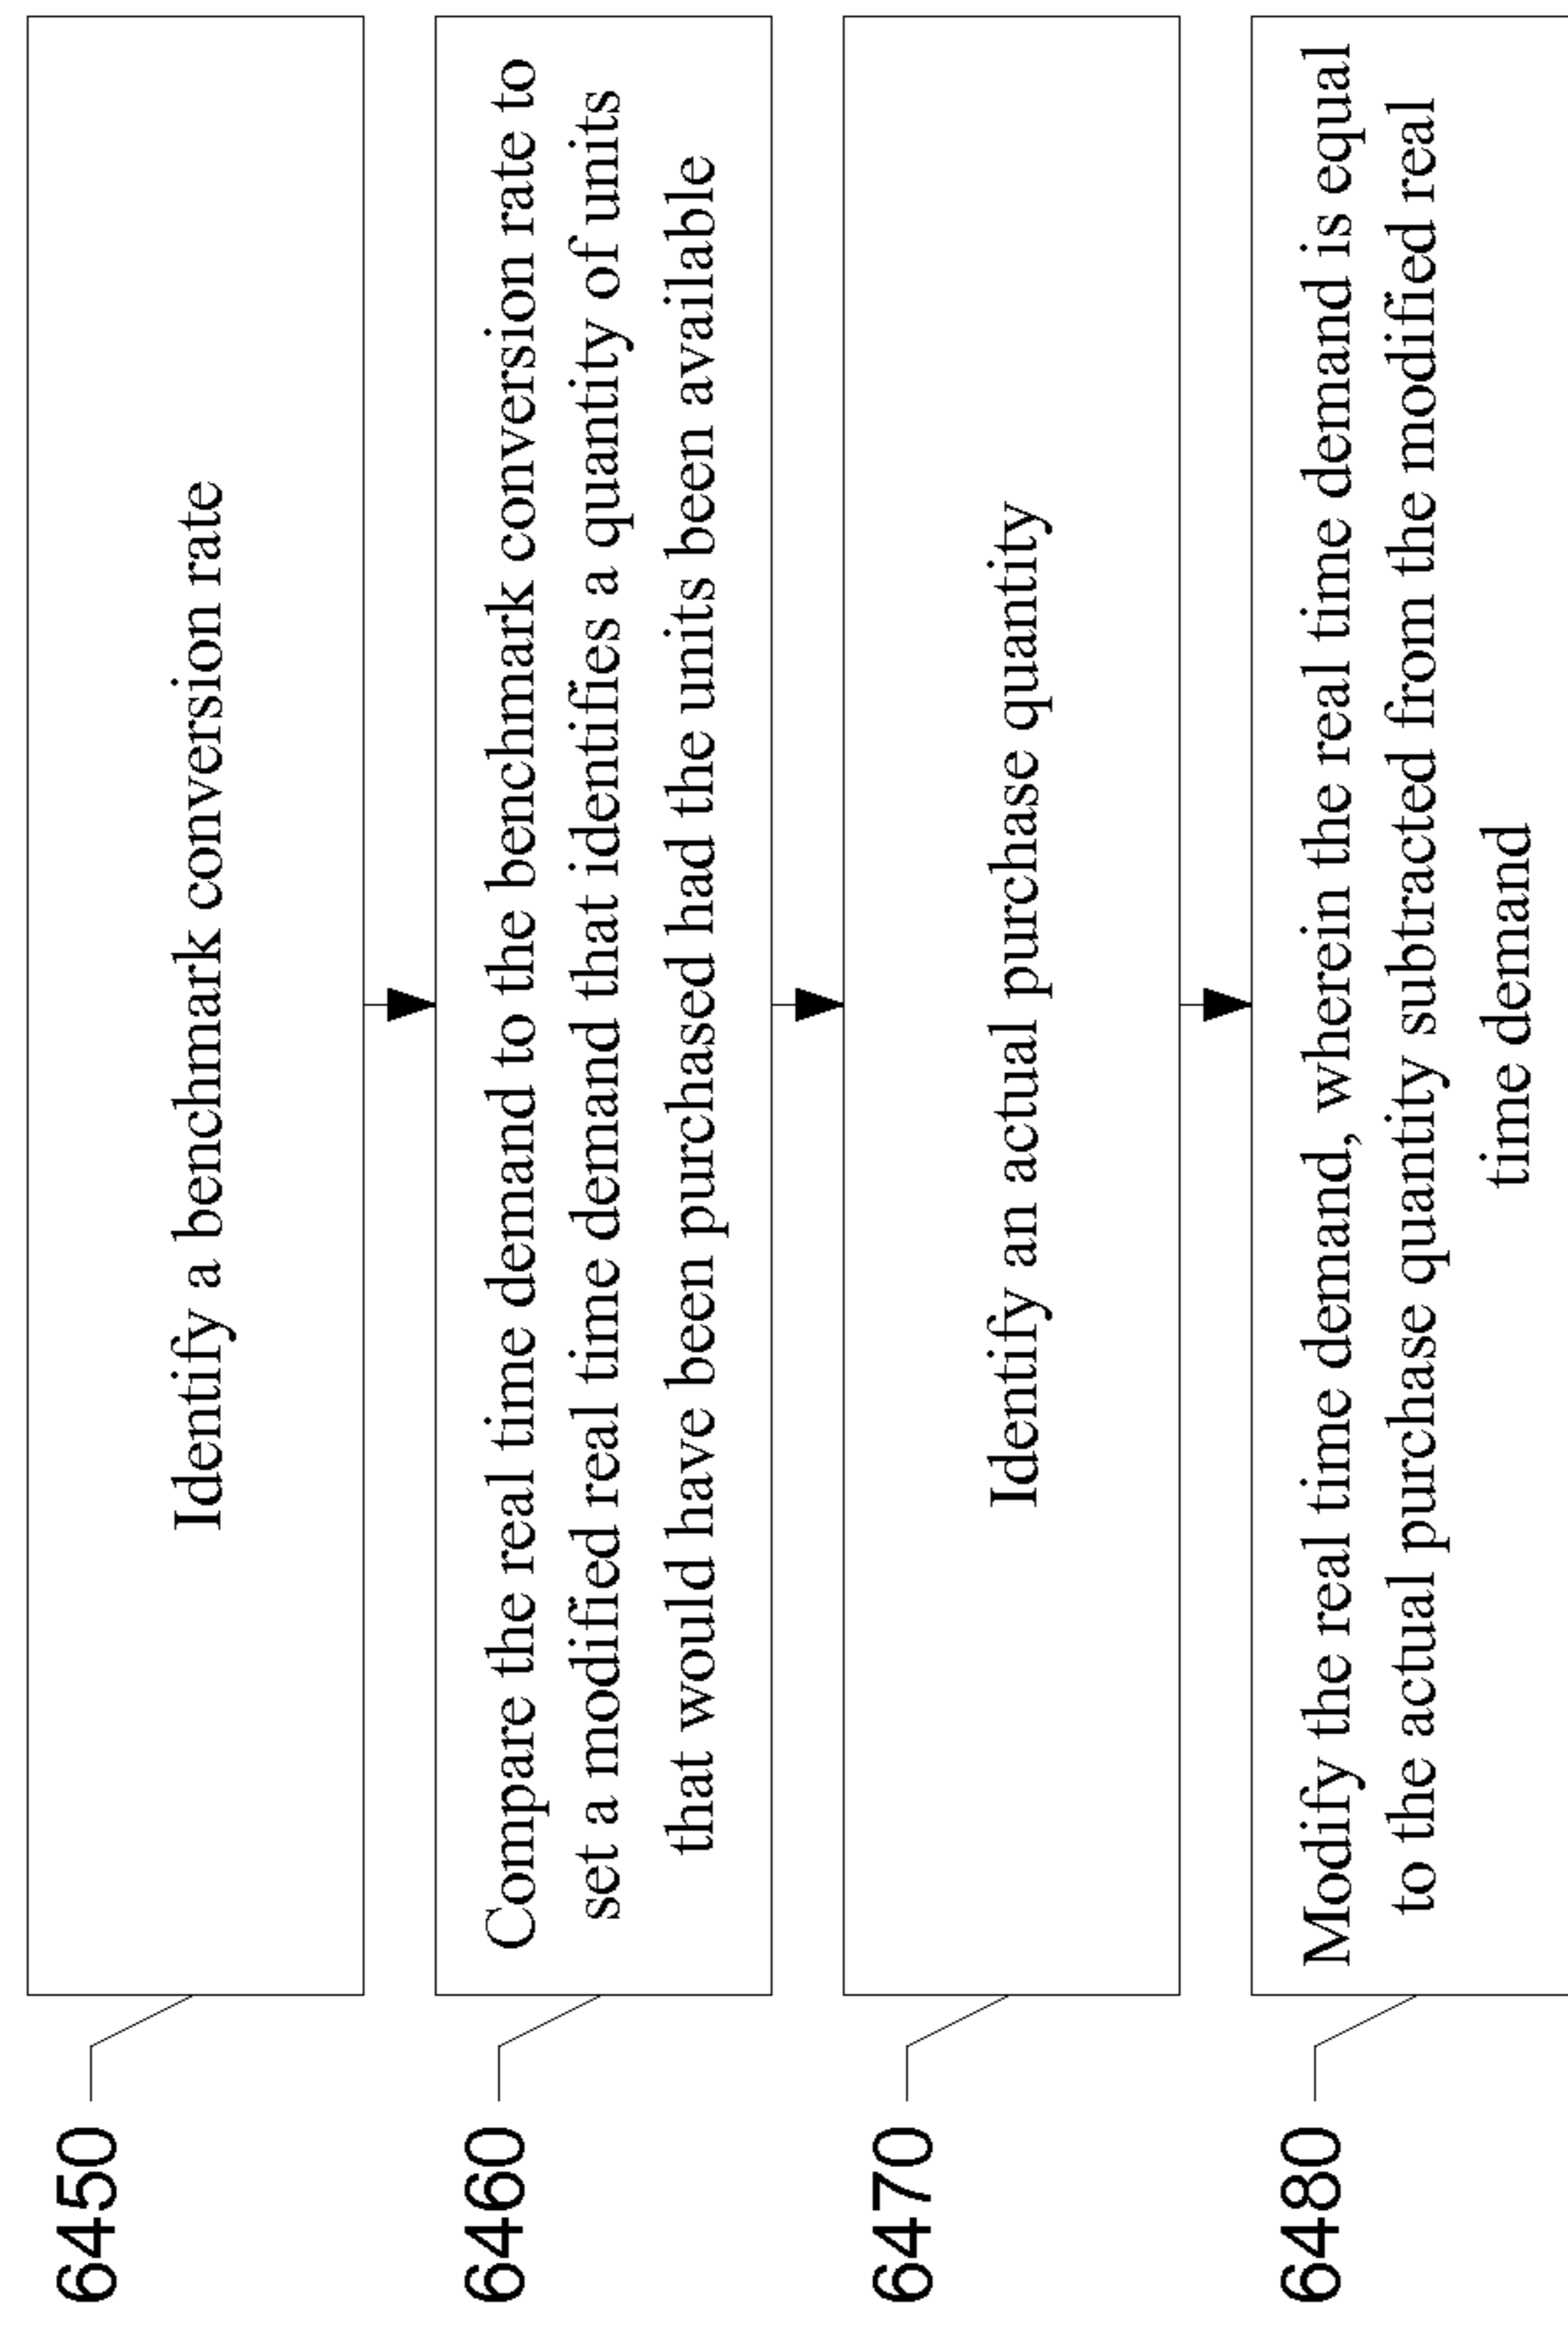 6450
Identify a benchmark conversion rate
6460
Compare the real time demand to the benchmark conversion rate to
set a modified real time demand that identifies a quantity of units
that would have been purchased had the units been available
6470
Identify an actual purchase quantity
6480
Modify the real time demand, wherein the real time demand is equal
to the actual purchase quantity subtracted from the modified real
time demand